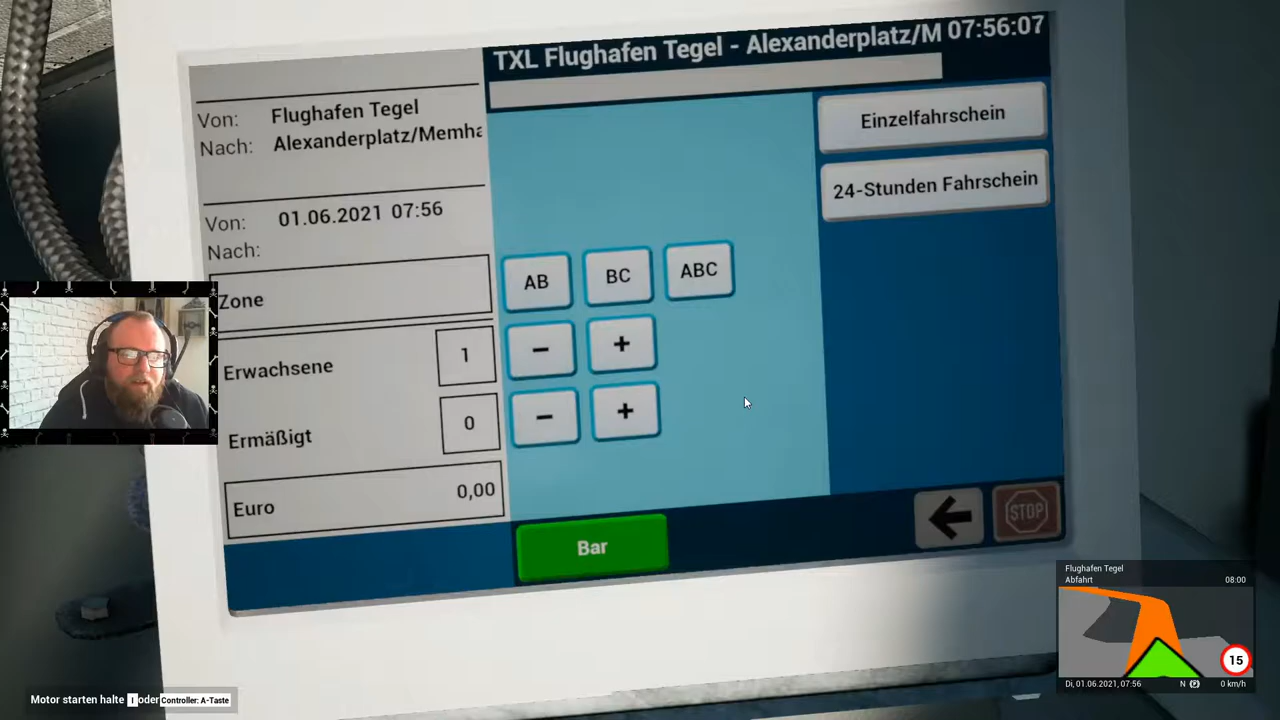 TXL Flughafen Tegel - Alexanderplatz/M 07:56:07
Von: Flughafen Tegel
Nach: Alexanderplatz/Memha
Von: 01.06.2021 07:56
Nach:
Zone
AB BC ABC
Einzelfahrschein
24-Stunden Fahrschein
Erwachsene 1 - +
Ermäßigt 0 - +
Euro 0,00
Bar
STOP
Flughafen Tegel
Abfahrt 08:00
15
Di, 01.06.2021, 07:56 N P 0 km/h
Motor starten halte I oder Controller: A-Taste